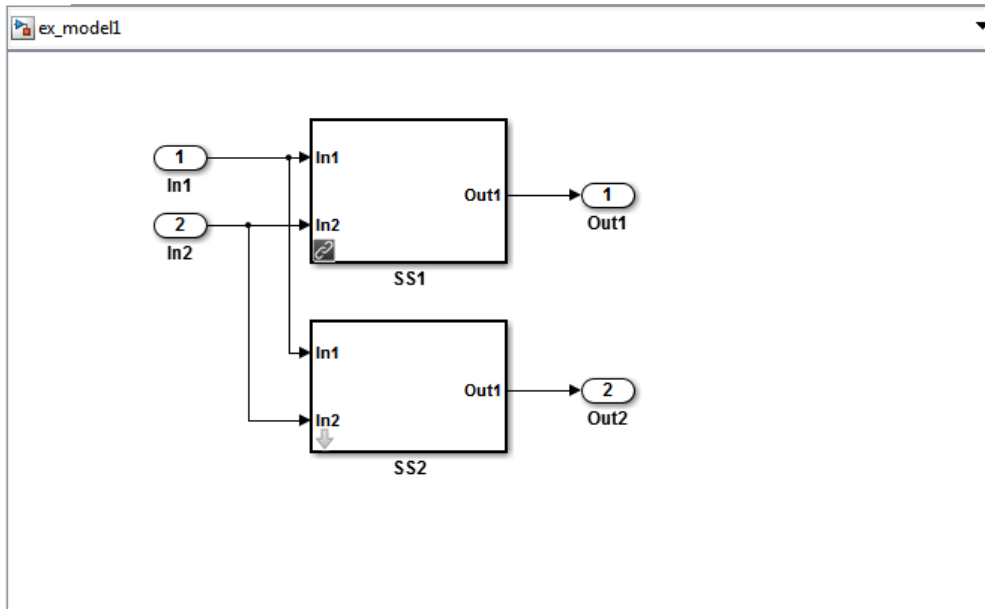 ex_model1
1
In1
2
In2
In1
In2
Out1
SS1
1
Out1
In1
In2
Out1
SS2
2
Out2